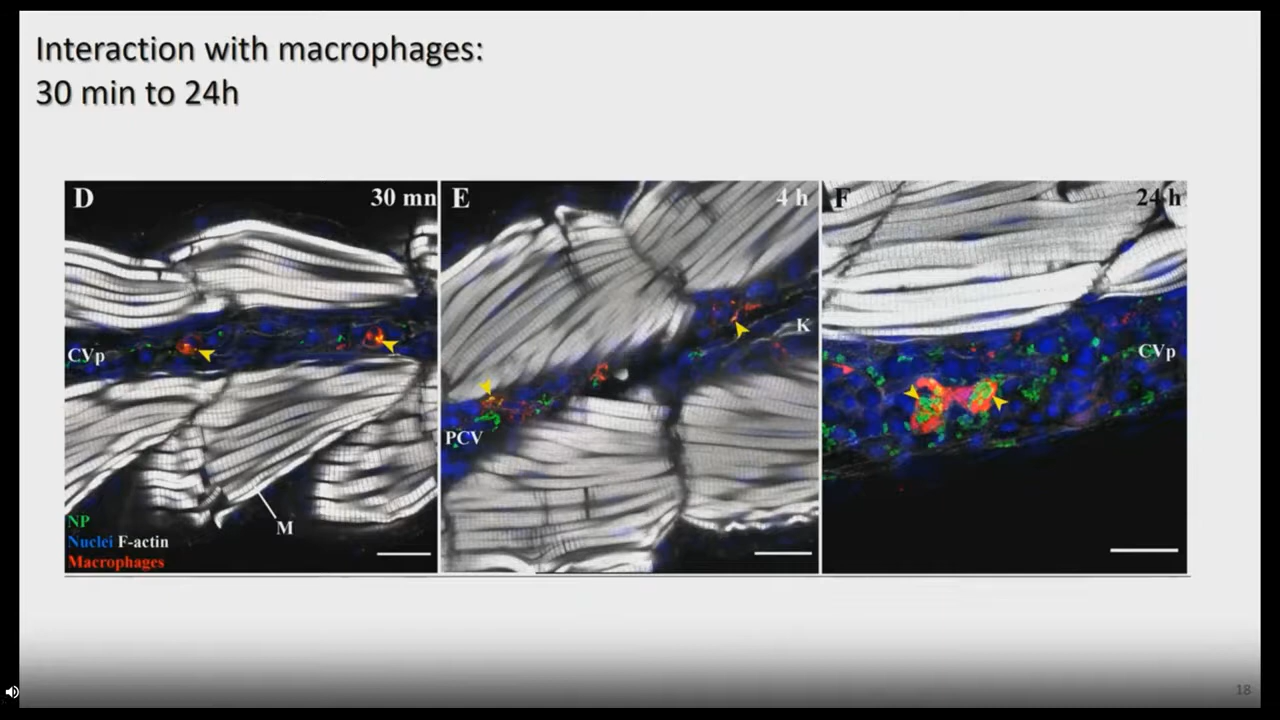 Interaction with macrophages:
30 min to 24h
D
30 mn
E
4 h
F
24 h
CVp
K
CVp
PCV
M
NP
Nuclei F-actin
Macrophages
18